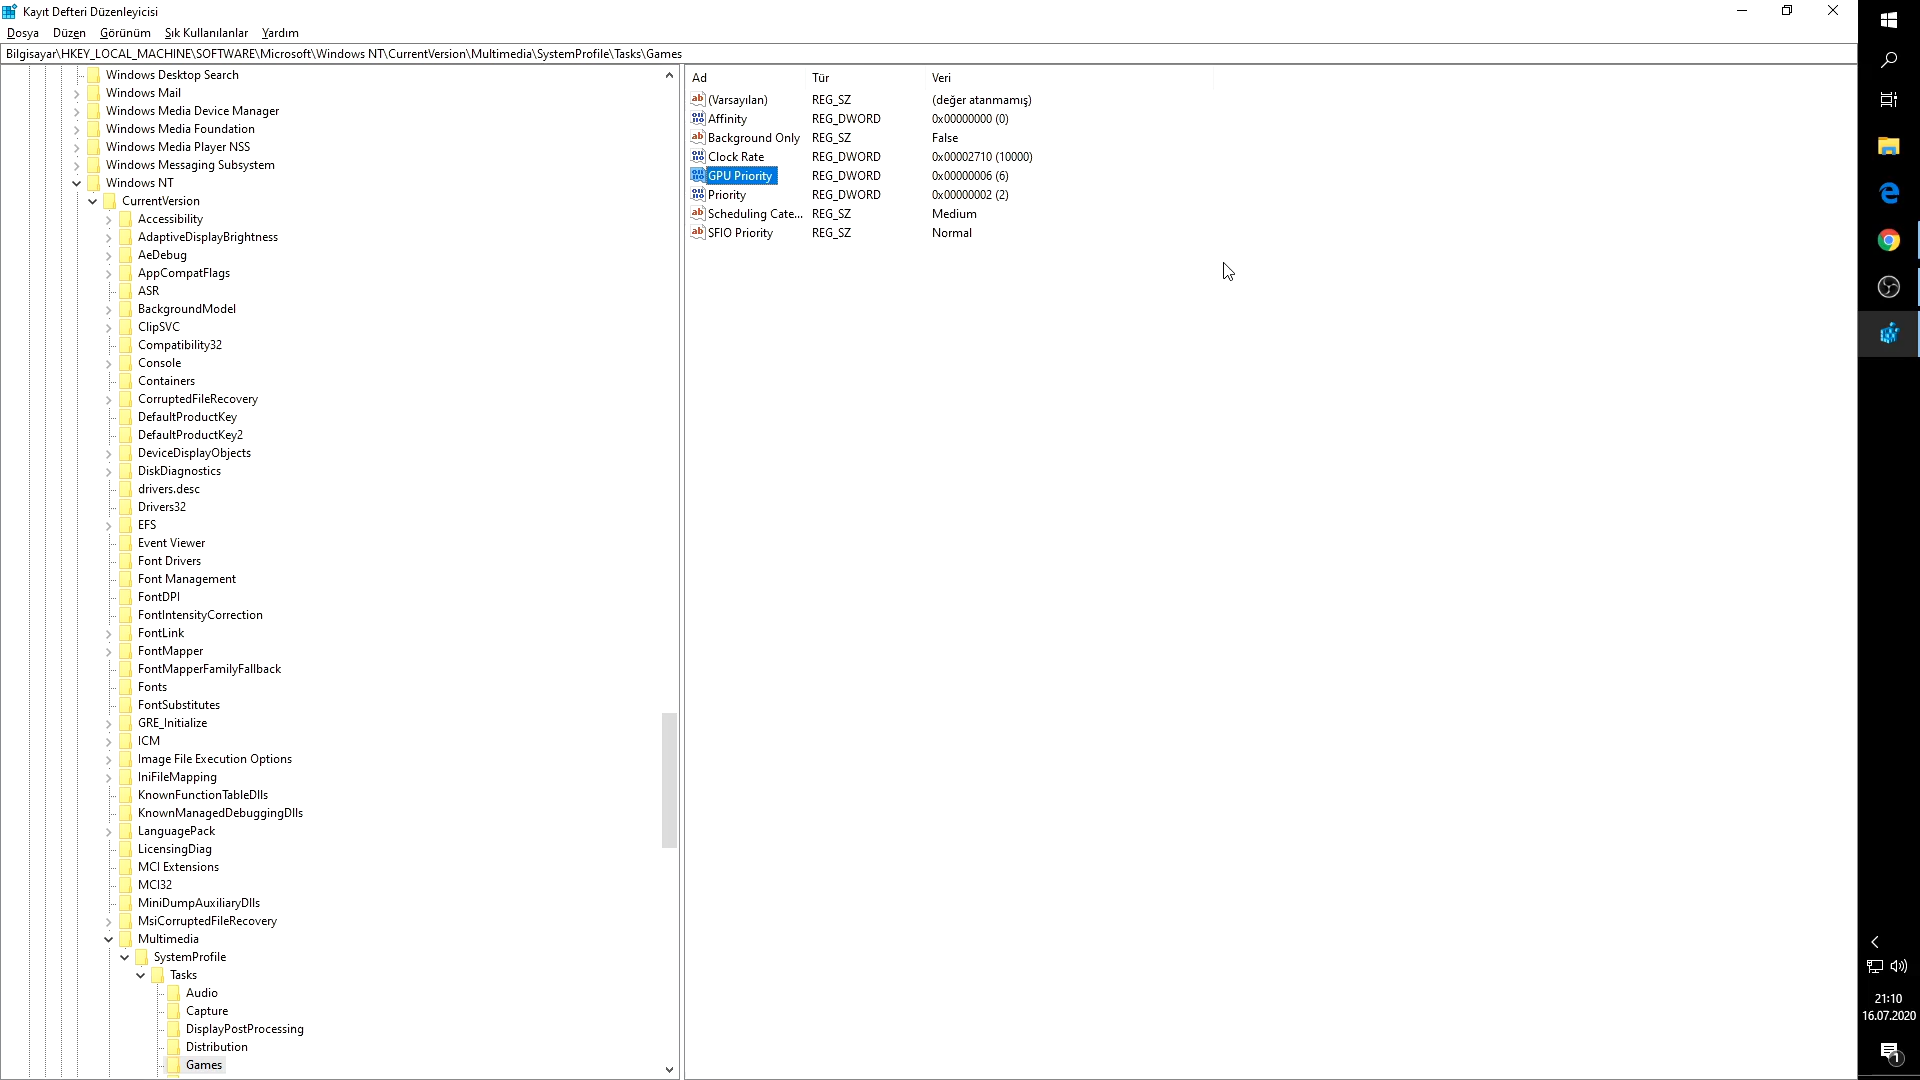 Kayıt Defteri Düzenleyicisi
Dosya Düzen Görünüm Sık Kullanılanlar Yardım
Bilgisayar\HKEY_LOCAL_MACHINE\SOFTWARE\Microsoft\Windows NT\CurrentVersion\Multimedia\SystemProfile\Tasks\Games
Windows Desktop Search
Windows Mail
Windows Media Device Manager
Windows Media Foundation
Windows Media Player NSS
Windows Messaging Subsystem
Windows NT
CurrentVersion
Accessibility
AdaptiveDisplayBrightness
AeDebug
AppCompatFlags
ASR
BackgroundModel
ClipSVC
Compatibility32
Console
Containers
CorruptedFileRecovery
DefaultProductKey
DefaultProductKey2
DeviceDisplayObjects
DiskDiagnostics
drivers.desc
Drivers32
EFS
Event Viewer
Font Drivers
Font Management
FontDPI
FontIntensityCorrection
FontLink
FontMapper
FontMapperFamilyFallback
Fonts
FontSubstitutes
GRE_Initialize
ICM
Image File Execution Options
IniFileMapping
KnownFunctionTableDlls
KnownManagedDebuggingDlls
LanguagePack
LicensingDiag
MCI Extensions
MCI32
MiniDumpAuxiliaryDlls
MsiCorruptedFileRecovery
Multimedia
SystemProfile
Tasks
Audio
Capture
DisplayPostProcessing
Distribution
Games
Ad Tür Veri
(Varsayılan) REG_SZ (değer atanmamış)
Affinity REG_DWORD 0x00000000 (0)
Background Only REG_SZ False
Clock Rate REG_DWORD 0x00002710 (10000)
GPU Priority REG_DWORD 0x00000006 (6)
Priority REG_DWORD 0x00000002 (2)
Scheduling Cate... REG_SZ Medium
SFIO Priority REG_SZ Normal
21:10
16.07.2020
1